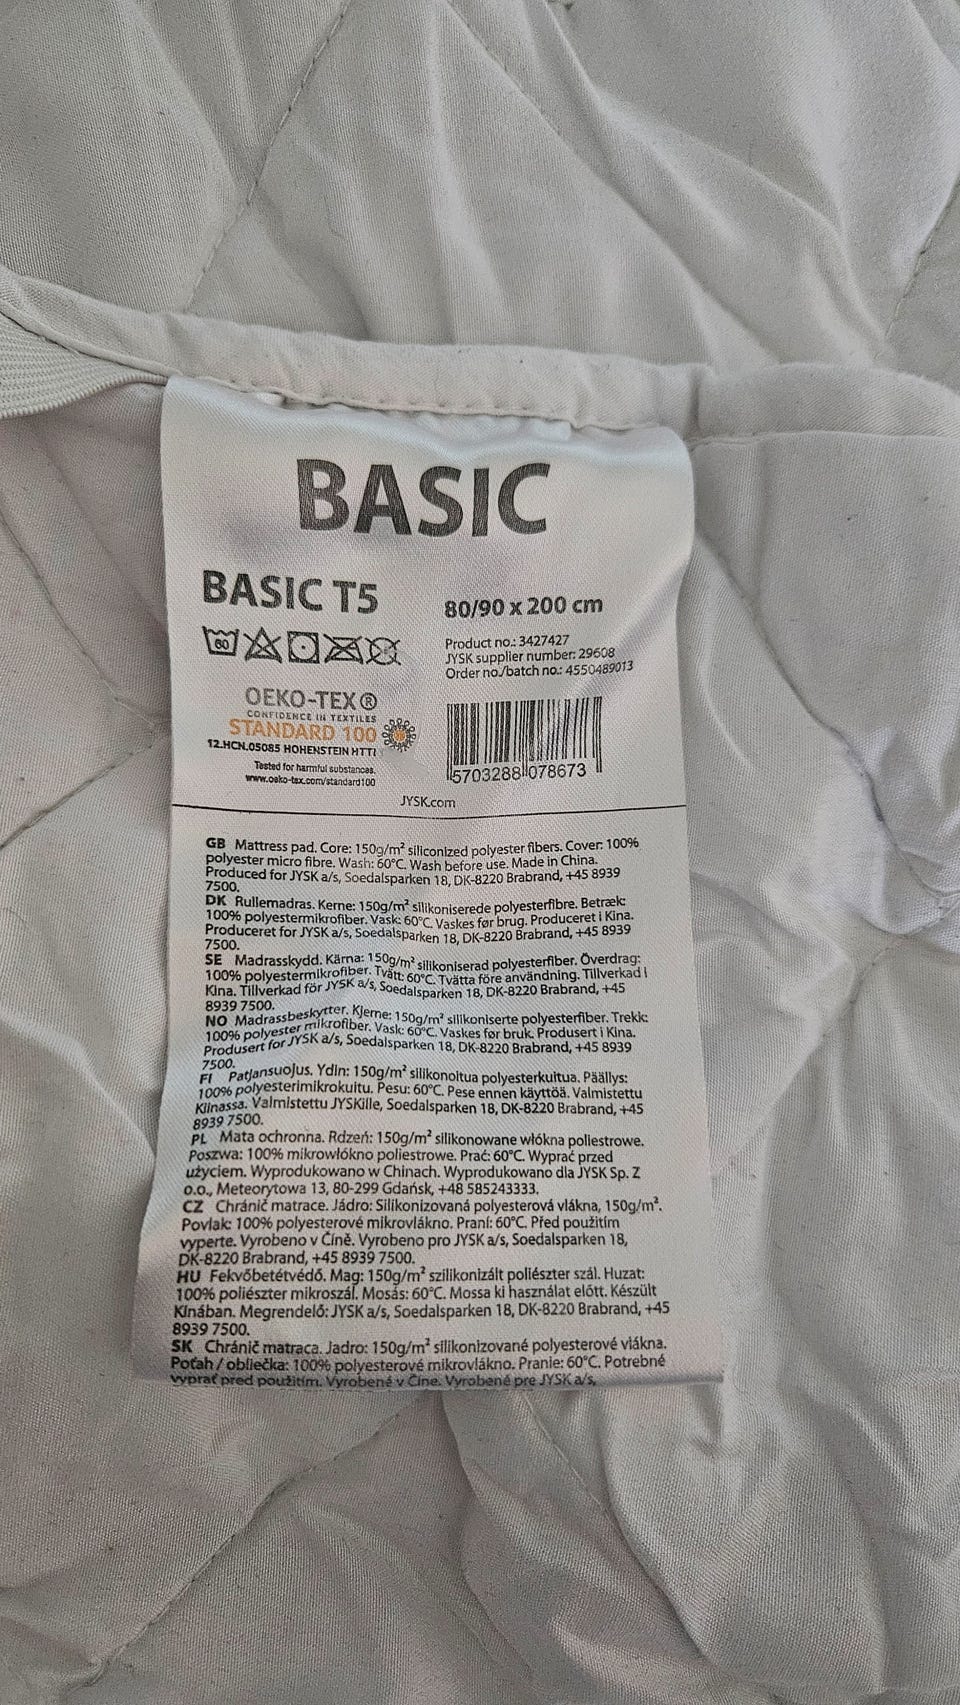 BASIC
BASIC T5
80/90 x 200 cm
60
Product no.: 3427427
JYSK supplier number: 29608
Order no./batch no.: 4550489013
OEKO-TEX®
CONFIDENCE IN TEXTILES
STANDARD 100
12.HCN.05085 HOHENSTEIN HTTI
Tested for harmful substances.
www.oeko-tex.com/standard100
5703288 078673
JYSK.com
GB Mattress pad. Core: 150g/m² siliconized polyester fibers. Cover: 100%
polyester micro fibre. Wash: 60°C. Wash before use. Made in China.
Produced for JYSK a/s, Soedalsparken 18, DK-8220 Brabrand, +45 8939
7500.
DK Rullemadras. Kerne: 150g/m² silikoniserede polyesterfibre. Betræk:
100% polyestermikrofiber. Vask: 60°C. Vaskes før brug. Produceret i Kina.
Produceret for JYSK a/s, Soedalsparken 18, DK-8220 Brabrand, +45 8939
7500.
SE Madrasskydd. Kärna: 150g/m² silikoniserad polyesterfiber. Överdrag:
100% polyestermikrofiber. Tvätt: 60°C. Tvätta före användning. Tillverkad i
Kina. Tillverkad för JYSK a/s, Soedalsparken 18, DK-8220 Brabrand, +45
8939 7500.
NO Madrassbeskytter. Kjerne: 150g/m² silikoniserte polyesterfiber. Trekk:
100% polyester mikrofiber. Vask: 60°C. Vaskes før bruk. Produsert i Kina.
Produsert for JYSK a/s, Soedalsparken 18, DK-8220 Brabrand, +45 8939
7500.
FI Patjansuojus. Ydin: 150g/m² silikonoitua polyesterkuitua. Päällys:
100% polyesterimikrokuitu. Pesu: 60°C. Pese ennen käyttöä. Valmistettu
Kiinassa. Valmistettu JYSKille, Soedalsparken 18, DK-8220 Brabrand, +45
8939 7500.
PL Mata ochronna. Rdzeń: 150g/m² silikonowane włókna poliestrowe.
Poszwa: 100% mikrowłókno poliestrowe. Prać: 60°C. Wyprać przed
użyciem. Wyprodukowano w Chinach. Wyprodukowano dla JYSK Sp. Z
o.o., Meteorytowa 13, 80-299 Gdańsk, +48 585243333.
CZ Chránič matrace. Jádro: Silikonizovaná polyesterová vlákna, 150g/m².
Povlak: 100% polyesterové mikrovlákno. Praní: 60°C. Před použitím
vyperte. Vyrobeno v Číně. Vyrobeno pro JYSK a/s, Soedalsparken 18,
DK-8220 Brabrand, +45 8939 7500.
HU Fekvőbetétvédő. Mag: 150g/m² szilikonizált poliészter szál. Huzat:
100% poliészter mikroszál. Mosás: 60°C. Mossa ki használat előtt. Készült
Kínában. Megrendelő: JYSK a/s, Soedalsparken 18, DK-8220 Brabrand, +45
8939 7500.
SK Chránič matraca. Jadro: 150g/m² silikonizované polyesterové vlákna.
Poťah / obliečka: 100% polyesterové mikrovlákno. Pranie: 60°C. Potrebné
vyprať pred použitím. Vyrobené v Číne. Vyrobené pre JYSK a/s,